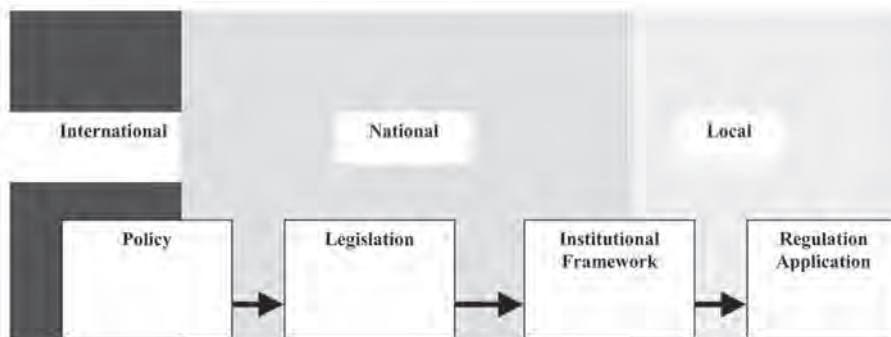 International
National
Local
Policy
Legislation
Institutional
Framework
Regulation
Application